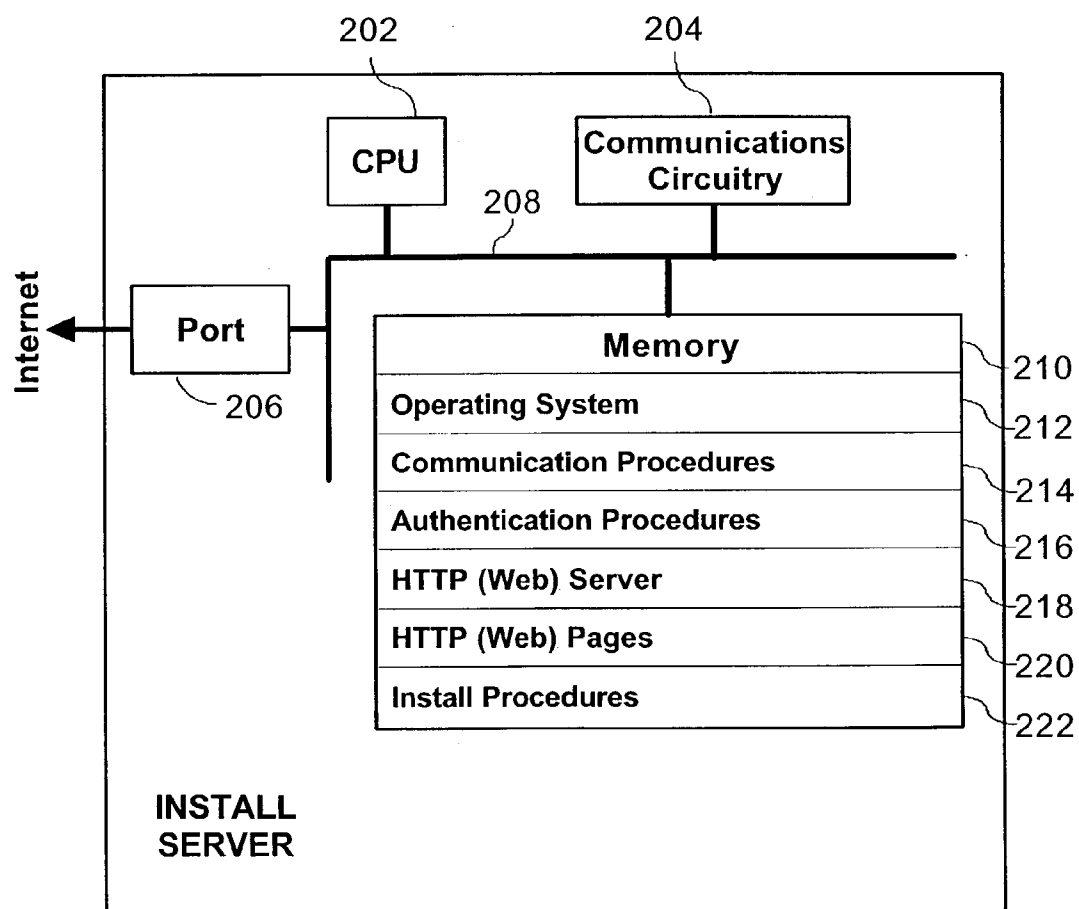 202
204
CPU
Communications
Circuitry
208
Internet
Port
206
Memory
210
Operating System
212
Communication Procedures
214
Authentication Procedures
216
HTTP (Web) Server
218
HTTP (Web) Pages
220
Install Procedures
222
INSTALL
SERVER